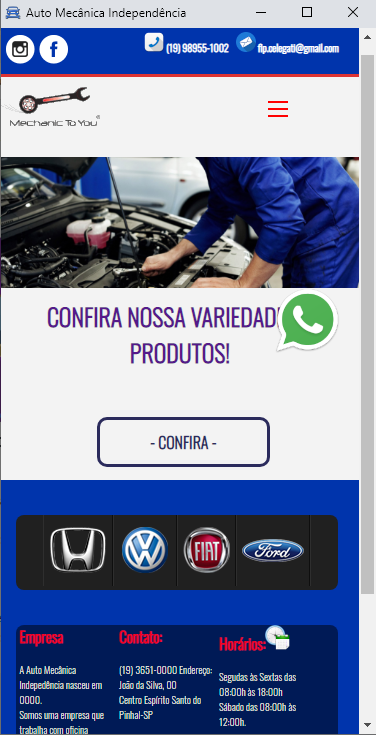 Auto Mecânica Independência
(19) 98955-1002 flp.celegati@gmail.com
Mechanic To You
CONFIRA NOSSA VARIEDADE
PRODUTOS!
- CONFIRA -
FIAT
Ford
Empresa
A Auto Mecânica
Indepedência nasceu em
0000.
Somos uma empresa que
trabalha com oficina
Contato:
(19) 3651-0000 Endereço:
João da Silva, 00
Centro Espírito Santo do
Pinhal-SP
Horários:
Segudas às Sextas das
08:00h às 18:00h
Sábado das 08:00h às
12:00h.